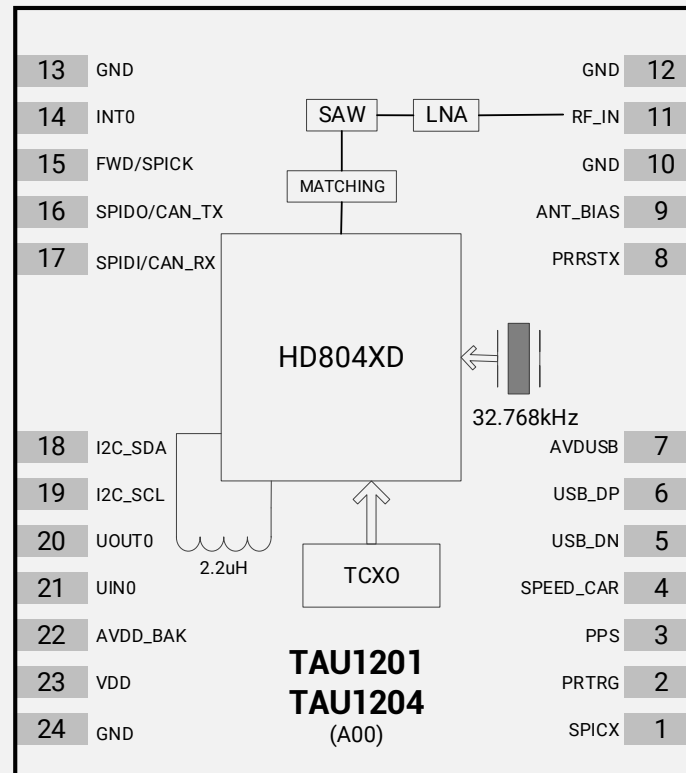 13 GND
14 INT0
15 FWD/SPICK
16 SPIDO/CAN_TX
17 SPIDI/CAN_RX
18 I2C_SDA
19 I2C_SCL
20 UOUT0
21 UIN0
22 AVDD_BAK
23 VDD
24 GND
SAW
LNA
MATCHING
HD804XD
32.768kHz
2.2uH
TCXO
TAU1201
TAU1204
(A00)
GND 12
RF_IN 11
GND 10
ANT_BIAS 9
PRRSTX 8
AVDUSB 7
USB_DP 6
USB_DN 5
SPEED_CAR 4
PPS 3
PRTRG 2
SPICX 1